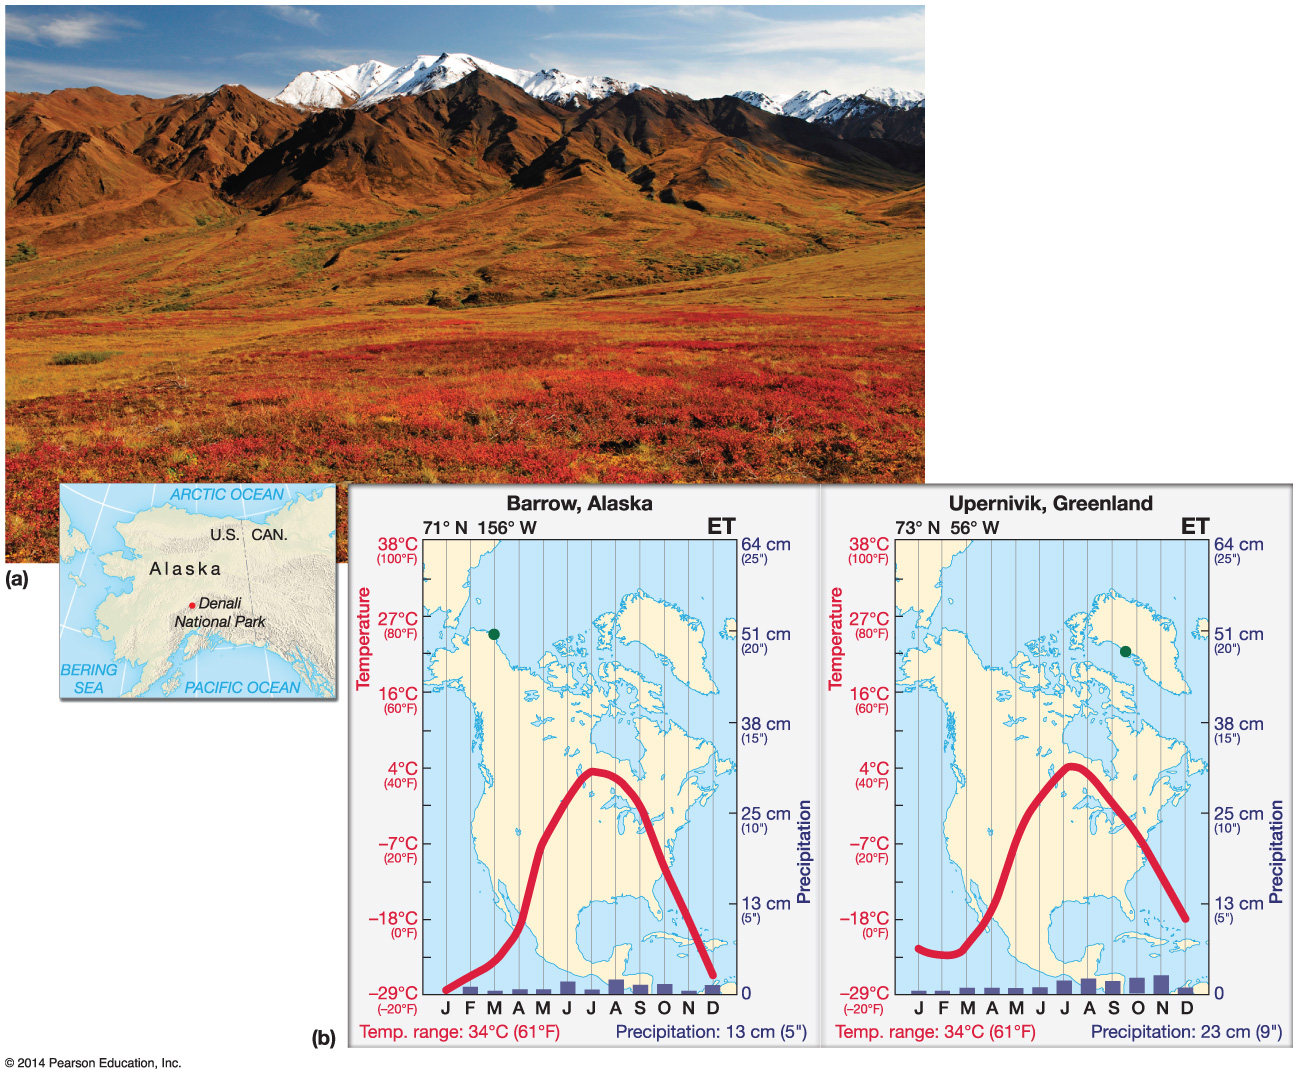 ARCTIC OCEAN
U.S.
CAN.
Alaska
Denali
National Park
BERING
SEA
PACIFIC OCEAN
(a)
Barrow, Alaska
71° N 156° W
ET
38°C
(100°F)
27°C
(80°F)
16°C
(60°F)
4°C
(40°F)
–7°C
(20°F)
–18°C
(0°F)
–29°C
(–20°F)
Temperature
64 cm
(25")
51 cm
(20")
38 cm
(15")
25 cm
(10")
13 cm
(5")
0
Precipitation
J F M A M J J A S O N D
Temp. range: 34°C (61°F)
Precipitation: 13 cm (5")
Upernivik, Greenland
73° N 56° W
ET
38°C
(100°F)
27°C
(80°F)
16°C
(60°F)
4°C
(40°F)
–7°C
(20°F)
–18°C
(0°F)
–29°C
(–20°F)
Temperature
64 cm
(25")
51 cm
(20")
38 cm
(15")
25 cm
(10")
13 cm
(5")
0
Precipitation
J F M A M J J A S O N D
Temp. range: 34°C (61°F)
Precipitation: 23 cm (9")
(b)
© 2014 Pearson Education, Inc.